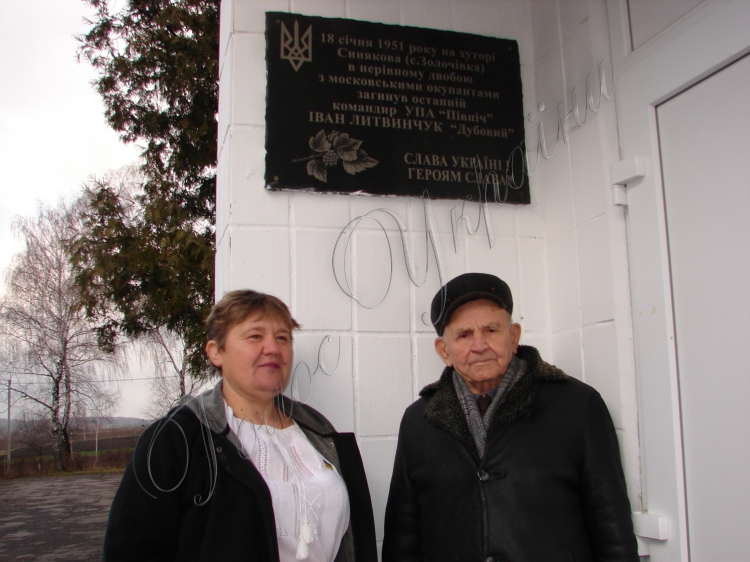 18 січня 1951 року на хуторі
Синякова (с.Золочівка)
в нерівному двобою
з московськими окупантами
загинув останній
командир УПА "Північ"
ІВАН ЛИТВИНЧУК "Дубовий"
СЛАВА УКРАЇНІ!
ГЕРОЯМ СЛАВА!
України